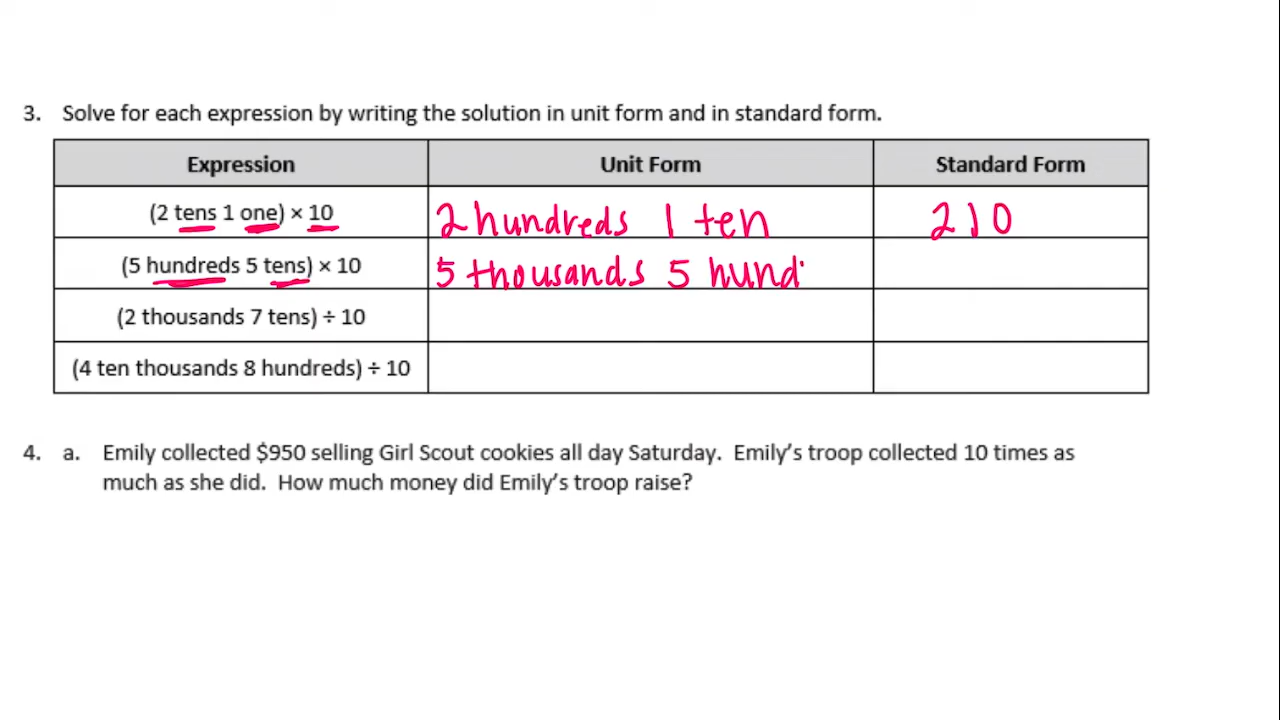 3. Solve for each expression by writing the solution in unit form and in standard form.
Expression Unit Form Standard Form
(2 tens 1 one) × 10 2 hundreds 1 ten 210
(5 hundreds 5 tens) × 10 5 thousands 5 hund
(2 thousands 7 tens) ÷ 10
(4 ten thousands 8 hundreds) ÷ 10
4. a. Emily collected $950 selling Girl Scout cookies all day Saturday. Emily's troop collected 10 times as
much as she did. How much money did Emily's troop raise?